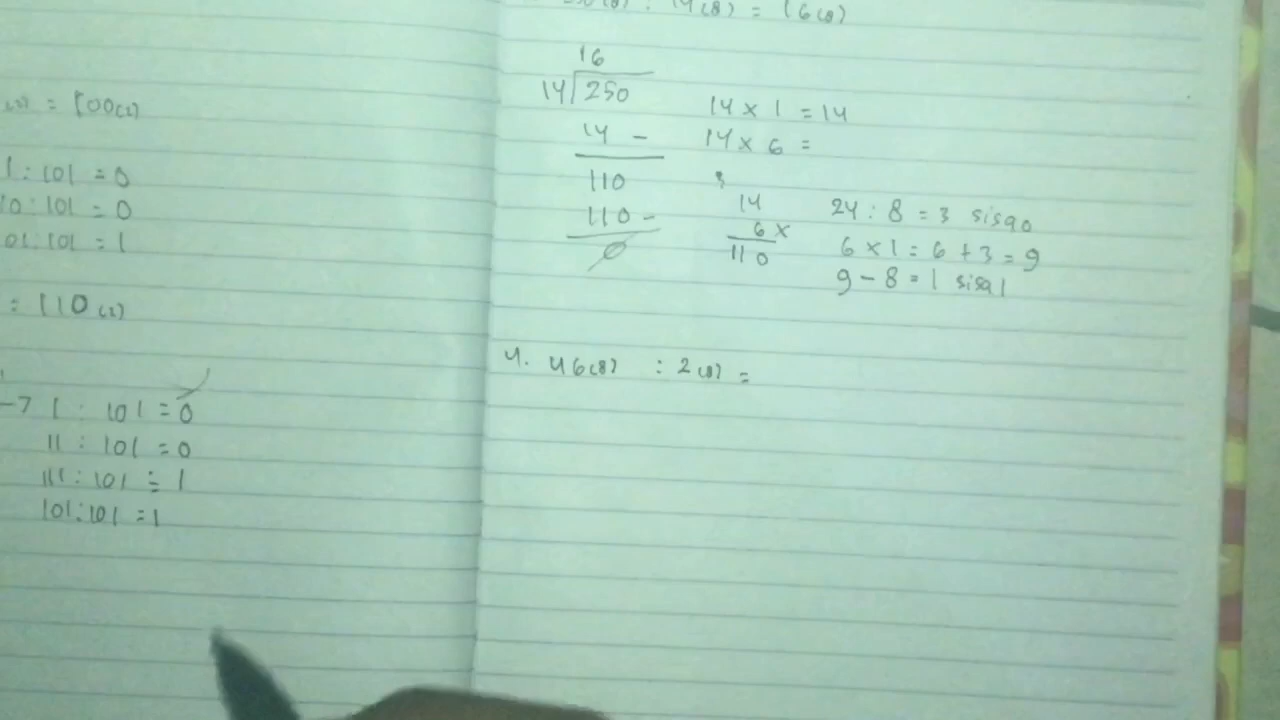 = 100(2)
1 : 101 = 0
10 : 101 = 0
101 : 101 = 1
= 110(2)
→ 1 : 101 = 0
11 : 101 = 0
111 : 101 = 1
101 : 101 = 1
: 14(8) = 16(8)
16
14 250
14 × 1 = 14
14 -
14 × 6 =
110
14
24 : 8 = 3 sisa 0
110 -
6 ×
6 × 1 = 6 + 3 = 9
0
110
9 - 8 = 1 sisa 1
4. 46(8) : 2(8) =